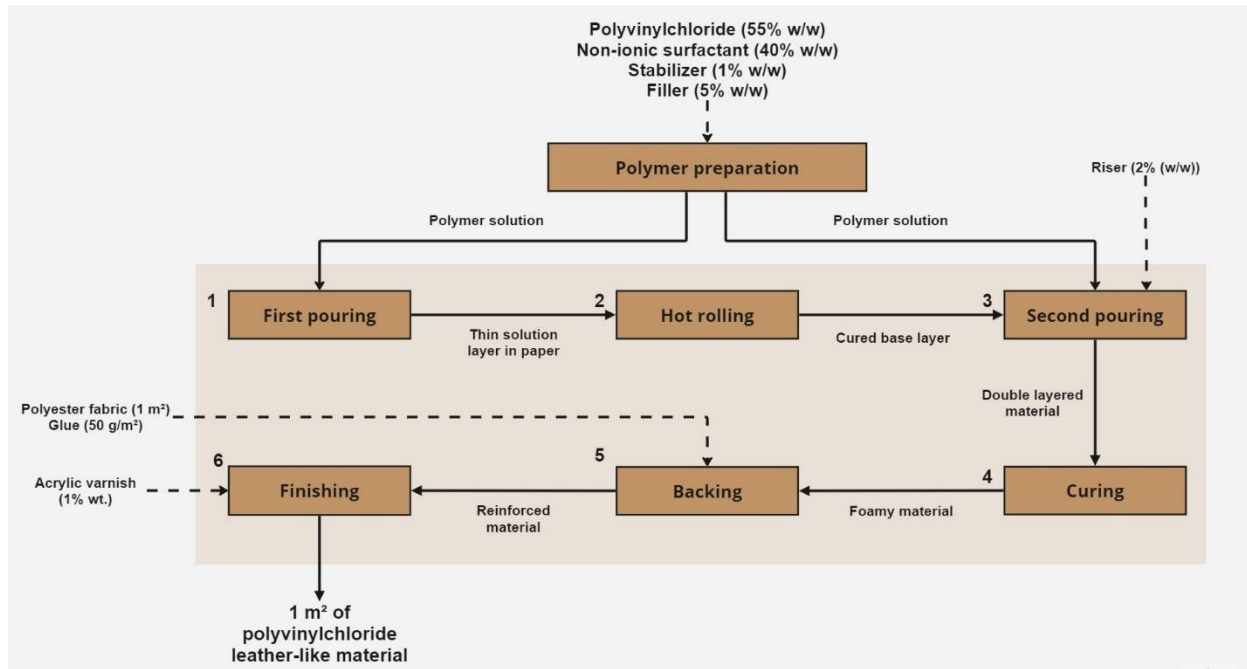 Polyvinylchloride (55% w/w)
Non-ionic surfactant (40% w/w)
Stabilizer (1% w/w)
Filler (5% w/w)
Polymer preparation
Riser (2% (w/w))
Polymer solution
Polymer solution
1
First pouring
2
Hot rolling
3
Second pouring
Thin solution
layer in paper
Cured base layer
Double layered
material
Polyester fabric (1 m²)
Glue (50 g/m²)
6
Finishing
5
Backing
4
Curing
Acrylic varnish
(1% wt.)
Reinforced
material
Foamy material
1 m² of
polyvinylchloride
leather-like material